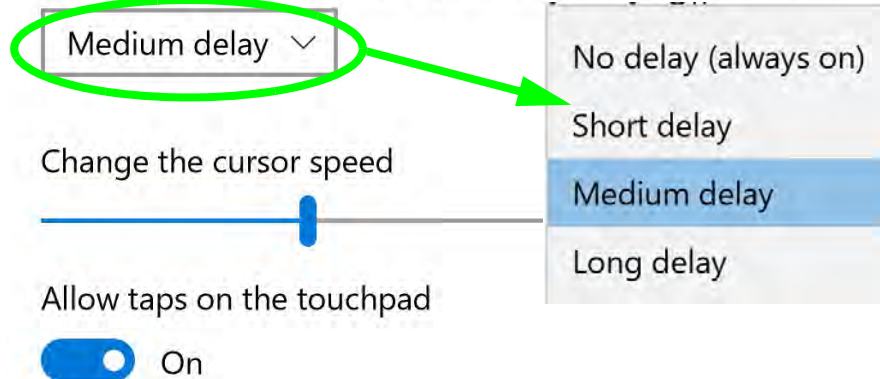 Medium delay
Change the cursor speed
Allow taps on the touchpad
On
No delay (always on)
Short delay
Medium delay
Long delay